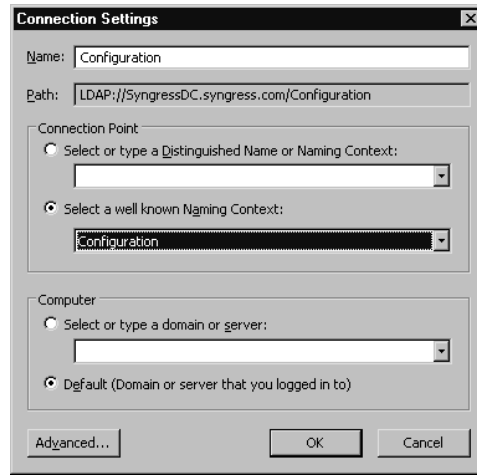 Connection Settings
Name: Configuration
Path: LDAP://SyngressDC.syngress.com/Configuration
Connection Point
Select or type a Distinguished Name or Naming Context:
Select a well known Naming Context:
Configuration
Computer
Select or type a domain or server:
Default (Domain or server that you logged in to)
Advanced... OK Cancel